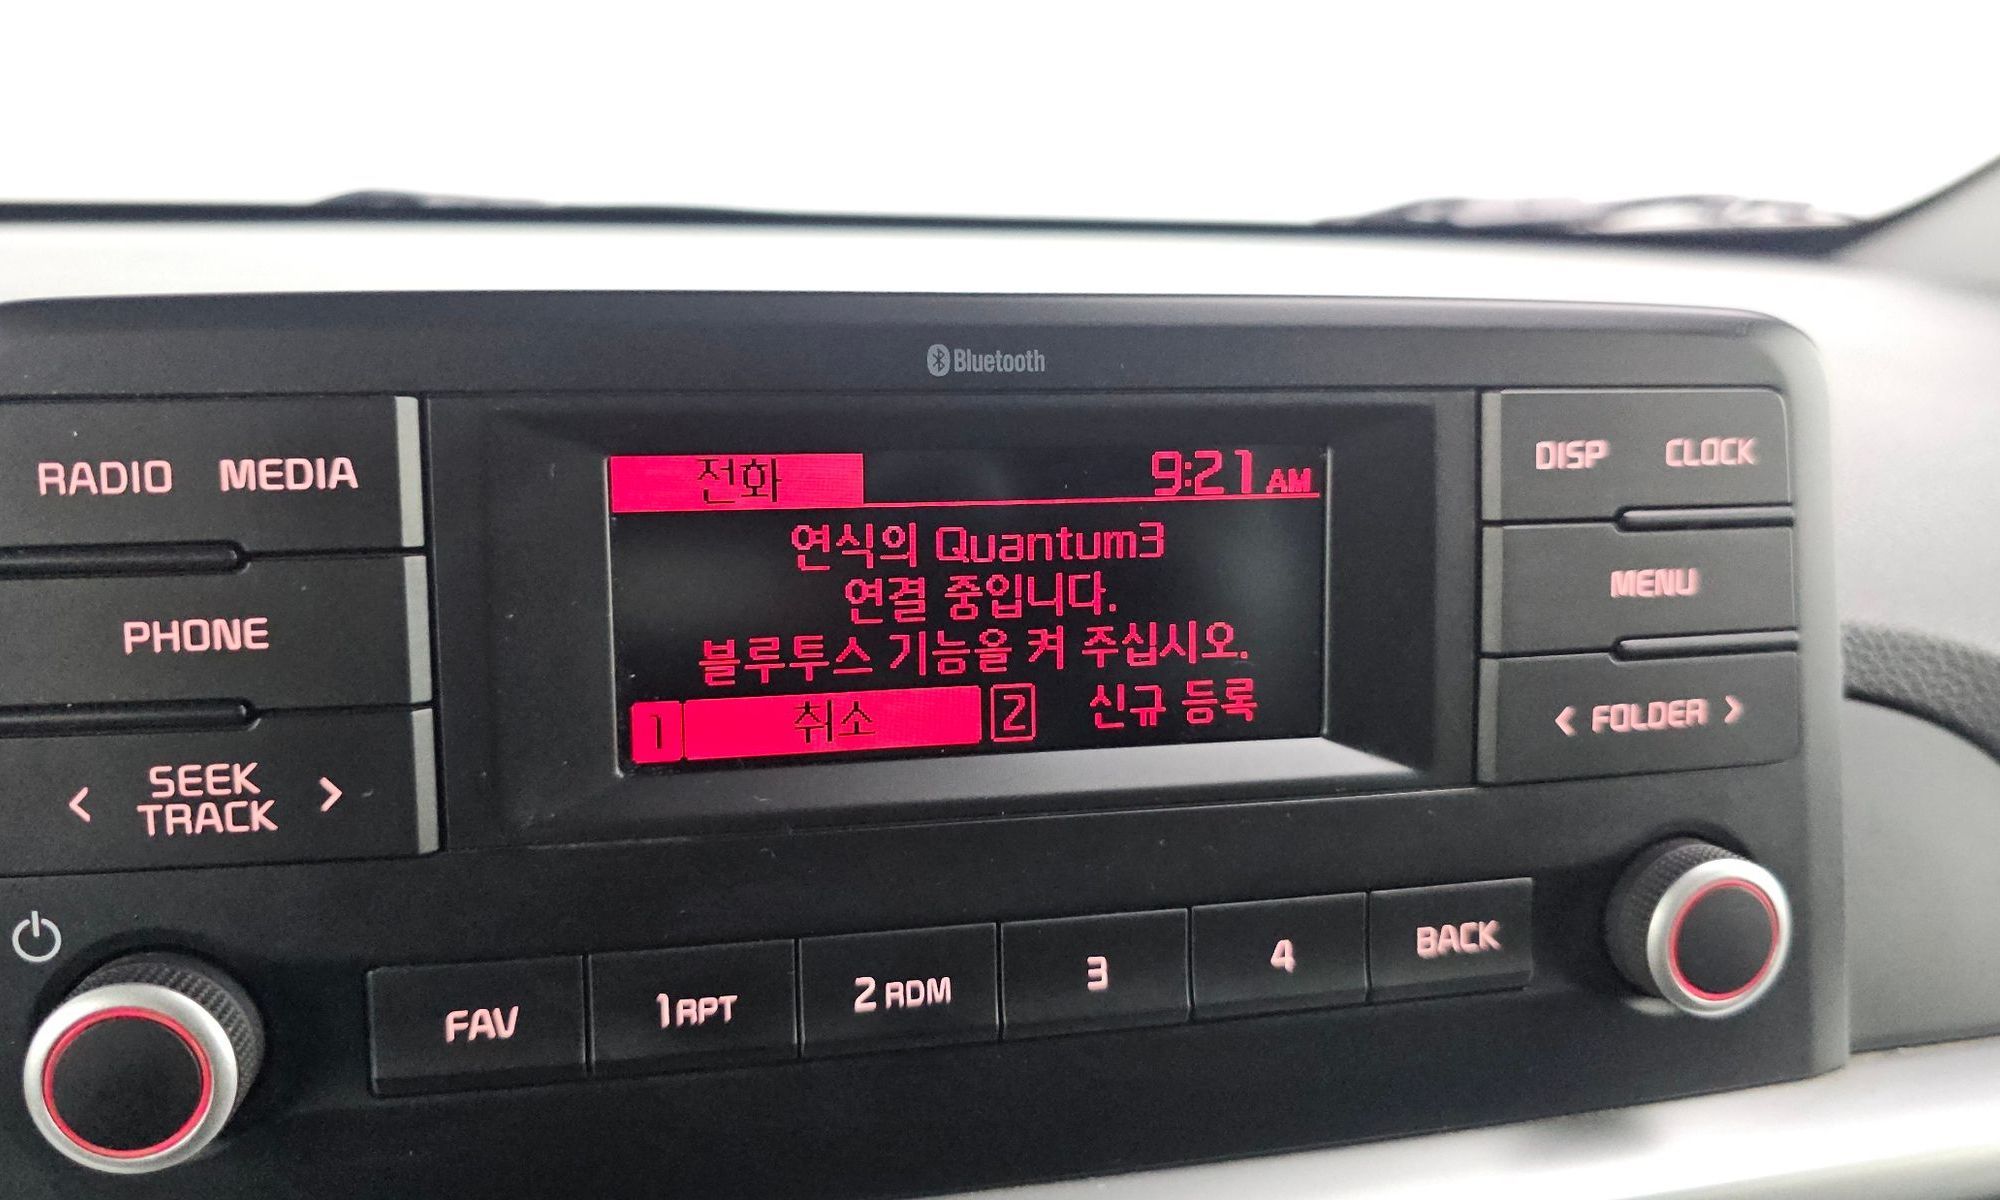 Bluetooth
RADIO MEDIA
PHONE
< SEEK TRACK >
전화 9:21 AM
연식의 Quantum3
연결 중입니다.
블루투스 기능을 켜 주십시오.
1 취소 2 신규 등록
DISP CLOCK
MENU
< FOLDER >
FAV 1 RPT 2 RDM 3 4 BACK